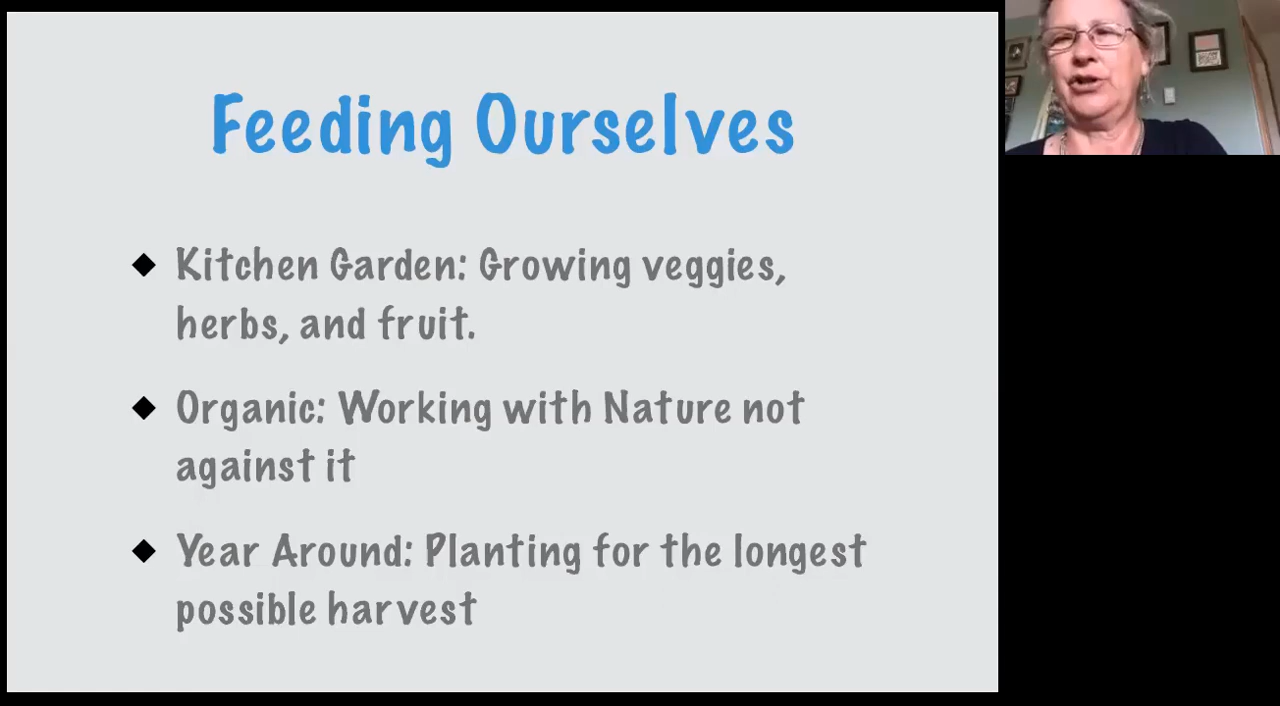 Feeding Ourselves
◆ Kitchen Garden: Growing veggies,
herbs, and fruit.
◆ Organic: Working with Nature not
against it
◆ Year Around: Planting for the longest
possible harvest